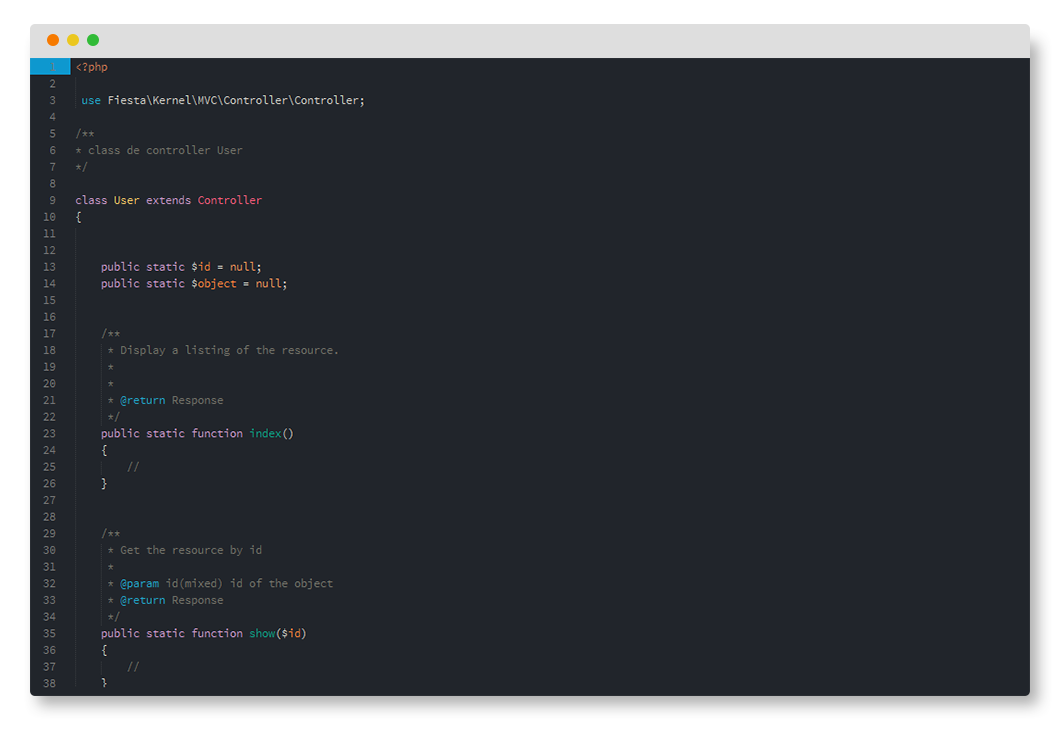 1 <?php
2
3 use Fiesta\Kernel\MVC\Controller\Controller;
4
5 /**
6 * class de controller User
7 */
8
9 class User extends Controller
10 {
11
12
13 public static $id = null;
14 public static $object = null;
15
16
17 /**
18 * Display a listing of the resource.
19 *
20 *
21 * @return Response
22 */
23 public static function index()
24 {
25 //
26 }
27
28
29 /**
30 * Get the resource by id
31 *
32 * @param id(mixed) id of the object
33 * @return Response
34 */
35 public static function show($id)
36 {
37 //
38 }